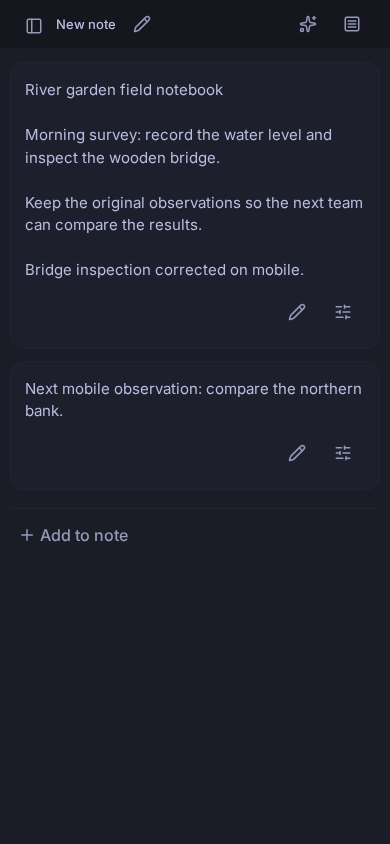 New note
River garden field notebook
Morning survey: record the water level and
inspect the wooden bridge.
Keep the original observations so the next team
can compare the results.
Bridge inspection corrected on mobile.
Next mobile observation: compare the northern
bank.
Add to note